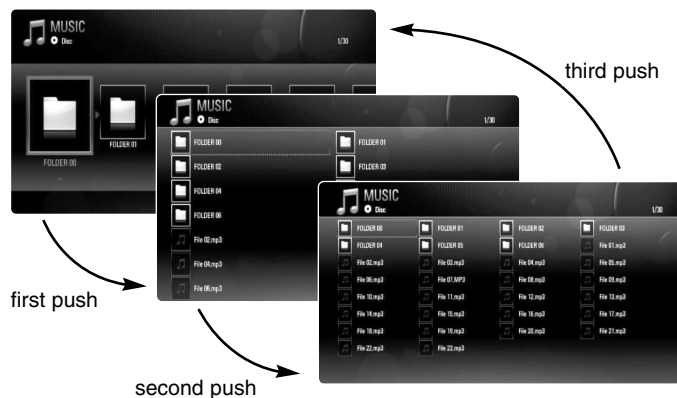 MUSIC
Disc
1/30
FOLDER 00
FOLDER 01
third push
MUSIC
Disc
1/30
FOLDER 00
FOLDER 01
FOLDER 02
FOLDER 03
FOLDER 04
FOLDER 06
File 02.mp3
File 04.mp3
File 06.mp3
first push
MUSIC
Disc
1/30
FOLDER 00 FOLDER 01 FOLDER 02 FOLDER 03
FOLDER 04 FOLDER 05 FOLDER 06 File 01.mp3
File 02.mp3 File 03.mp3 File 04.mp3 File 05.mp3
File 06.mp3 File 07.MP3 File 08.mp3 File 09.mp3
File 10.mp3 File 11.mp3 File 12.mp3 File 13.mp3
File 14.mp3 File 15.mp3 File 16.mp3 File 17.mp3
File 18.mp3 File 19.mp3 File 20.mp3 File 21.mp3
File 22.mp3 File 23.mp3
second push